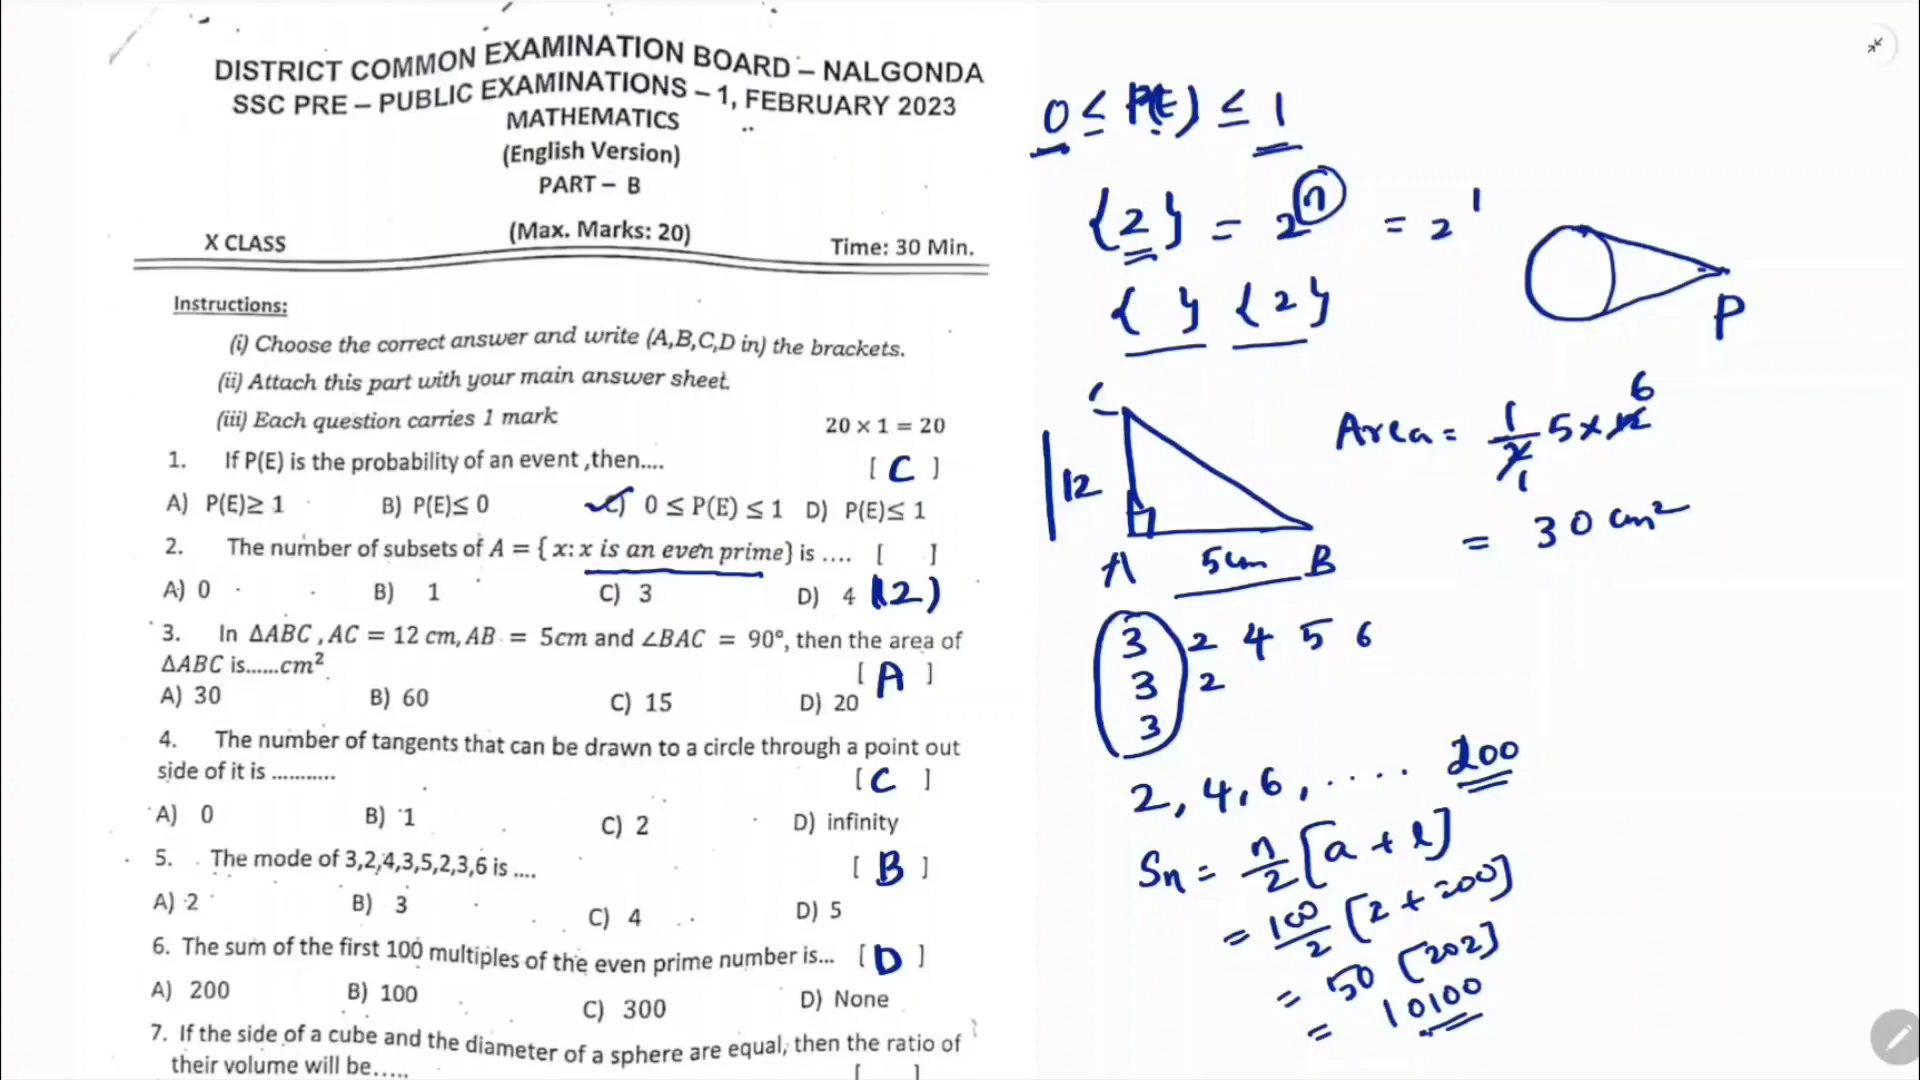 DISTRICT COMMON EXAMINATION BOARD – NALGONDA
SSC PRE – PUBLIC EXAMINATIONS – 1, FEBRUARY 2023
MATHEMATICS
(English Version)
PART – B
X CLASS (Max. Marks: 20) Time: 30 Min.
Instructions:
(i) Choose the correct answer and write (A,B,C,D in) the brackets.
(ii) Attach this part with your main answer sheet.
(iii) Each question carries 1 mark 20 × 1 = 20
1. If P(E) is the probability of an event ,then.... [ C ]
A) P(E)≥ 1 B) P(E)≤ 0 C) 0 ≤ P(E) ≤ 1 D) P(E)≤ 1
2. The number of subsets of A = { x: x is an even prime} is .... [ ]
A) 0 B) 1 C) 3 D) 4 (2)
3. In ΔABC , AC = 12 cm, AB = 5cm and ∠BAC = 90°, then the area of
ΔABC is......cm² [ A ]
A) 30 B) 60 C) 15 D) 20
4. The number of tangents that can be drawn to a circle through a point out
side of it is ........... [ C ]
A) 0 B) 1 C) 2 D) infinity
5. The mode of 3,2,4,3,5,2,3,6 is .... [ B ]
A) 2 B) 3 C) 4 D) 5
6. The sum of the first 100 multiples of the even prime number is... [ D ]
A) 200 B) 100 C) 300 D) None
7. If the side of a cube and the diameter of a sphere are equal, then the ratio of
their volume will be..... [ ]
0 ≤ P(E) ≤ 1
{2} = 2ⁿ = 2¹
{ } {2}
P
C
12
A 5cm B
Area = 1/2 5×12 6
1
= 30 cm²
3 2 4 5 6
3 2
3
2, 4, 6, .... 200
Sn = n/2 [a + l]
= 100/2 [2 + 200]
= 50 [202]
= 10100